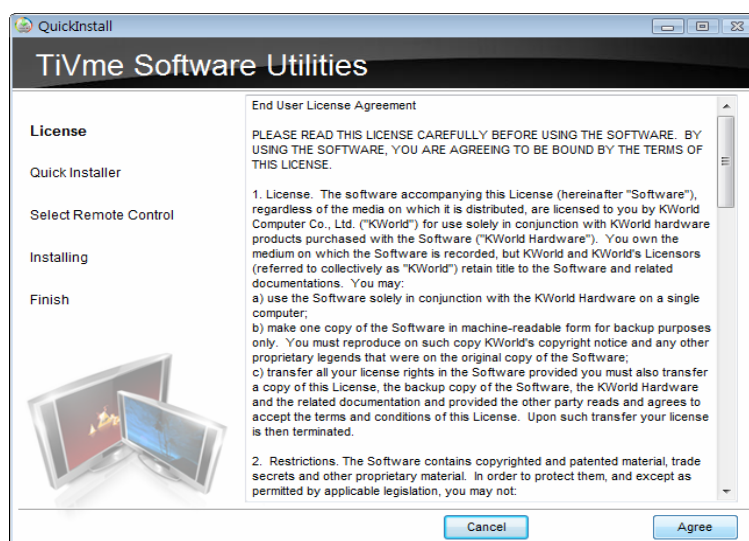 QuickInstall
TiVme Software Utilities
License
Quick Installer
Select Remote Control
Installing
Finish
End User License Agreement
PLEASE READ THIS LICENSE CAREFULLY BEFORE USING THE SOFTWARE. BY
USING THE SOFTWARE, YOU ARE AGREEING TO BE BOUND BY THE TERMS OF
THIS LICENSE.
1. License. The software accompanying this License (hereinafter "Software"),
regardless of the media on which it is distributed, are licensed to you by KWorld
Computer Co., Ltd. ("KWorld") for use solely in conjunction with KWorld hardware
products purchased with the Software ("KWorld Hardware"). You own the
medium on which the Software is recorded, but KWorld and KWorld's Licensors
(referred to collectively as "KWorld") retain title to the Software and related
documentations. You may:
a) use the Software solely in conjunction with the KWorld Hardware on a single
computer;
b) make one copy of the Software in machine-readable form for backup purposes
only. You must reproduce on such copy KWorld's copyright notice and any other
proprietary legends that were on the original copy of the Software;
c) transfer all your license rights in the Software provided you must also transfer
a copy of this License, the backup copy of the Software, the KWorld Hardware
and the related documentation and provided the other party reads and agrees to
accept the terms and conditions of this License. Upon such transfer your license
is then terminated.
2. Restrictions. The Software contains copyrighted and patented material, trade
secrets and other proprietary material. In order to protect them, and except as
permitted by applicable legislation, you may not:
Cancel
Agree